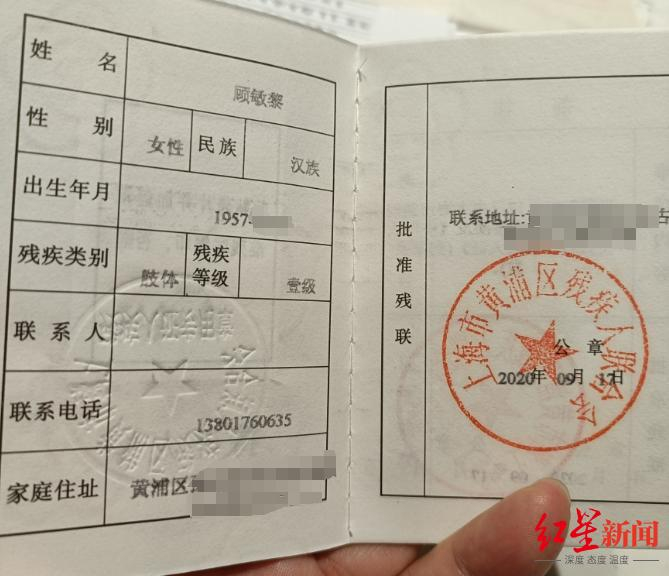 姓 名
顾敏黎
性 别
女性
民族
汉族
出生年月
1957-
残疾类别
肢体
残疾
等级
壹级
联系人
联系电话
13801760635
家庭住址
黄浦区
批准残联
联系地址:
上海市黄浦区残疾人联合会
公 章
2020年 09月 17日
红星新闻
深度 态度 温度